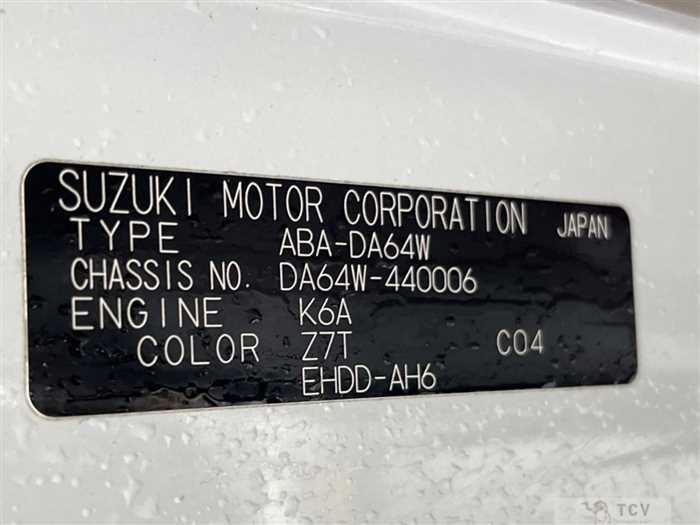 SUZUKI MOTOR CORPORATION JAPAN
TYPE ABA-DA64W
CHASSIS NO. DA64W-440006
ENGINE K6A
COLOR Z7T C04
EHDD-AH6
TCV